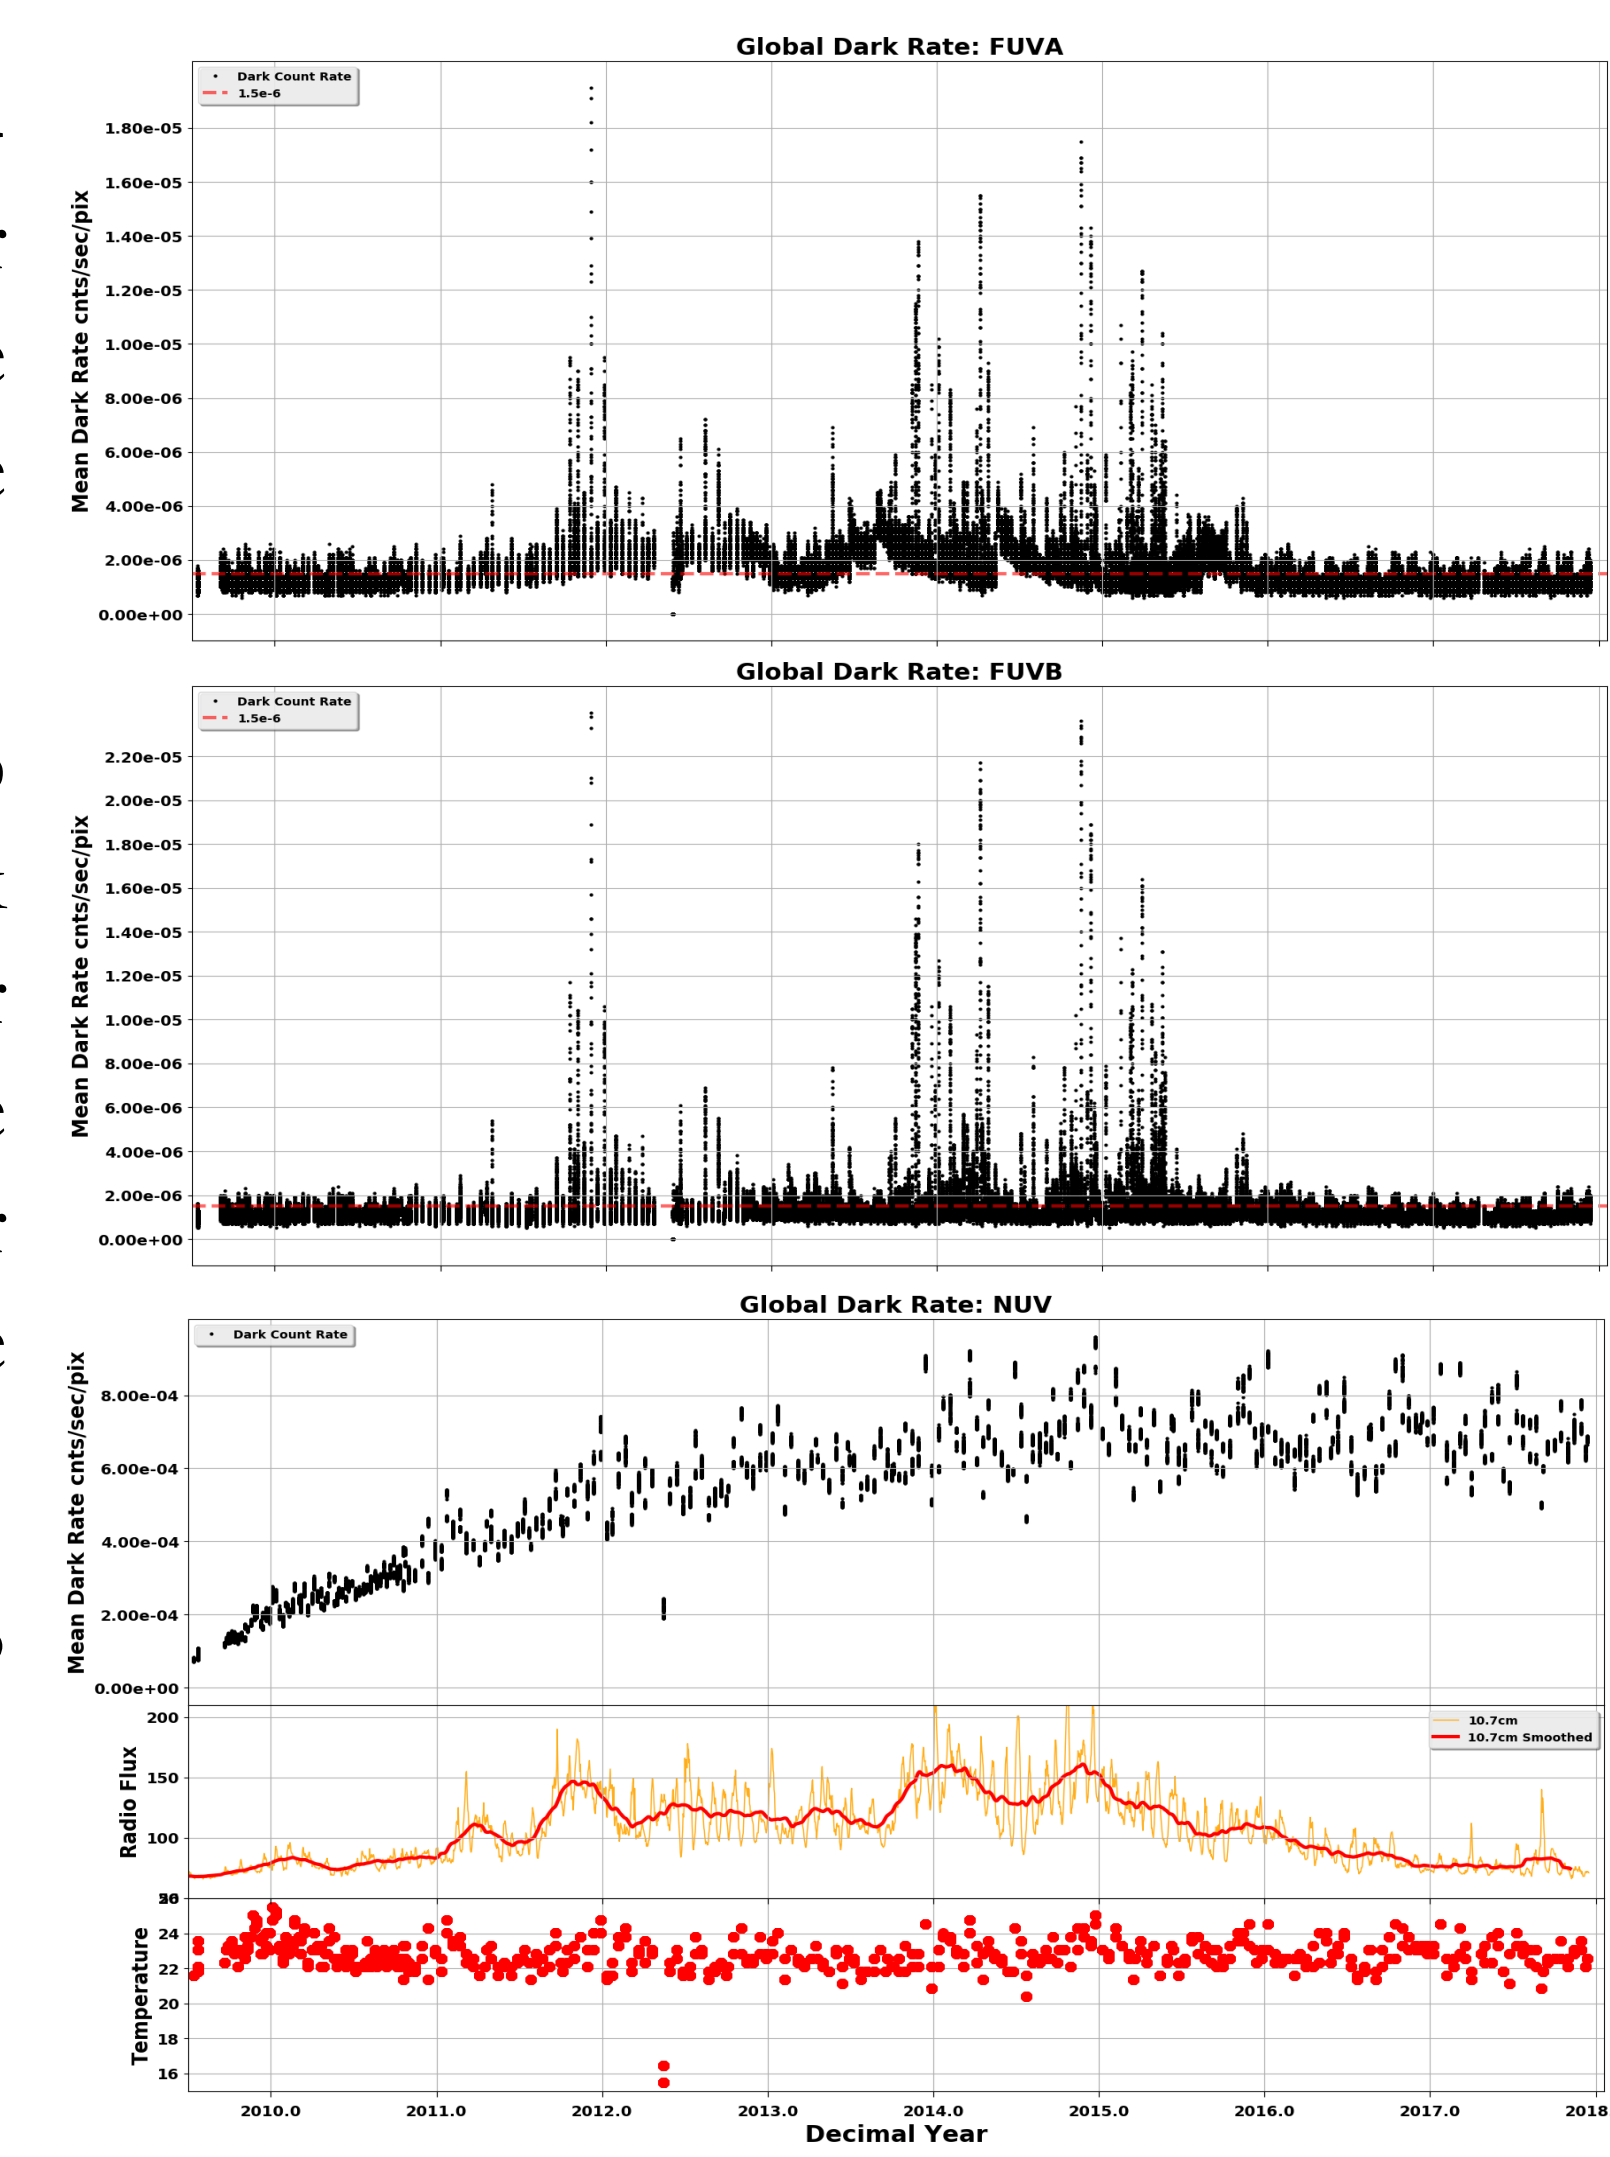 Global Dark Rate: FUVA
Dark Count Rate
1.5e-6
Mean Dark Rate cnts/sec/pix
1.80e-05
1.60e-05
1.40e-05
1.20e-05
1.00e-05
8.00e-06
6.00e-06
4.00e-06
2.00e-06
0.00e+00
Global Dark Rate: FUVB
Dark Count Rate
1.5e-6
Mean Dark Rate cnts/sec/pix
2.20e-05
2.00e-05
1.80e-05
1.60e-05
1.40e-05
1.20e-05
1.00e-05
8.00e-06
6.00e-06
4.00e-06
2.00e-06
0.00e+00
Global Dark Rate: NUV
Dark Count Rate
Mean Dark Rate cnts/sec/pix
8.00e-04
6.00e-04
4.00e-04
2.00e-04
0.00e+00
10.7cm
10.7cm Smoothed
Radio Flux
200
150
100
Temperature
24
22
20
18
16
2010.0 2011.0 2012.0 2013.0 2014.0 2015.0 2016.0 2017.0 2018
Decimal Year